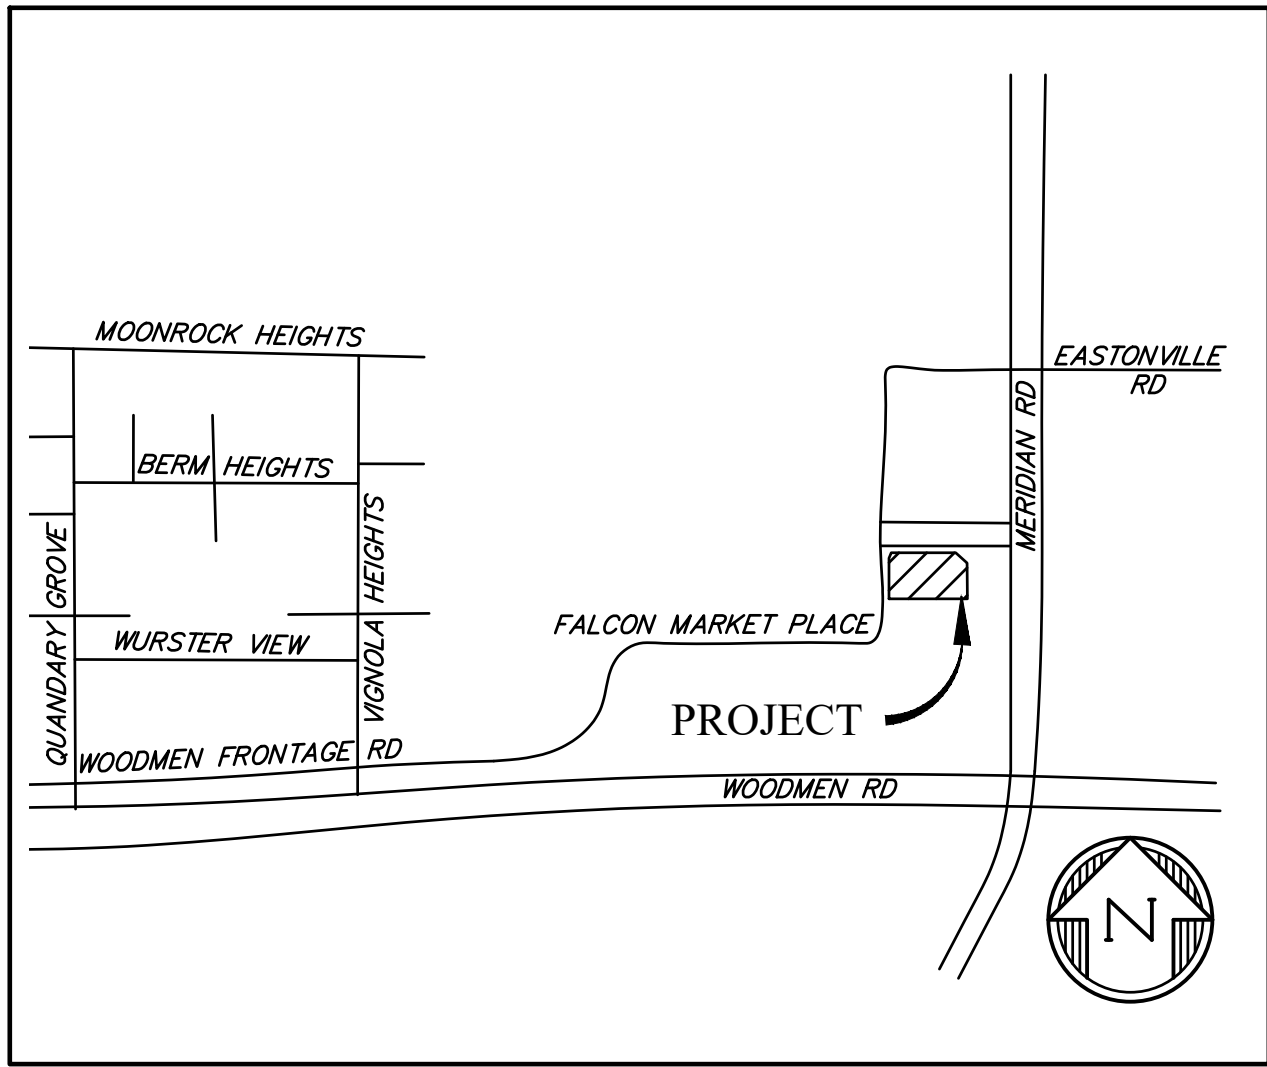 MOONROCK HEIGHTS
EASTONVILLE
RD
MERIDIAN RD
BERM HEIGHTS
QUANDARY GROVE
VIGNOLA HEIGHTS
FALCON MARKET PLACE
WURSTER VIEW
PROJECT
WOODMEN FRONTAGE RD
WOODMEN RD
N